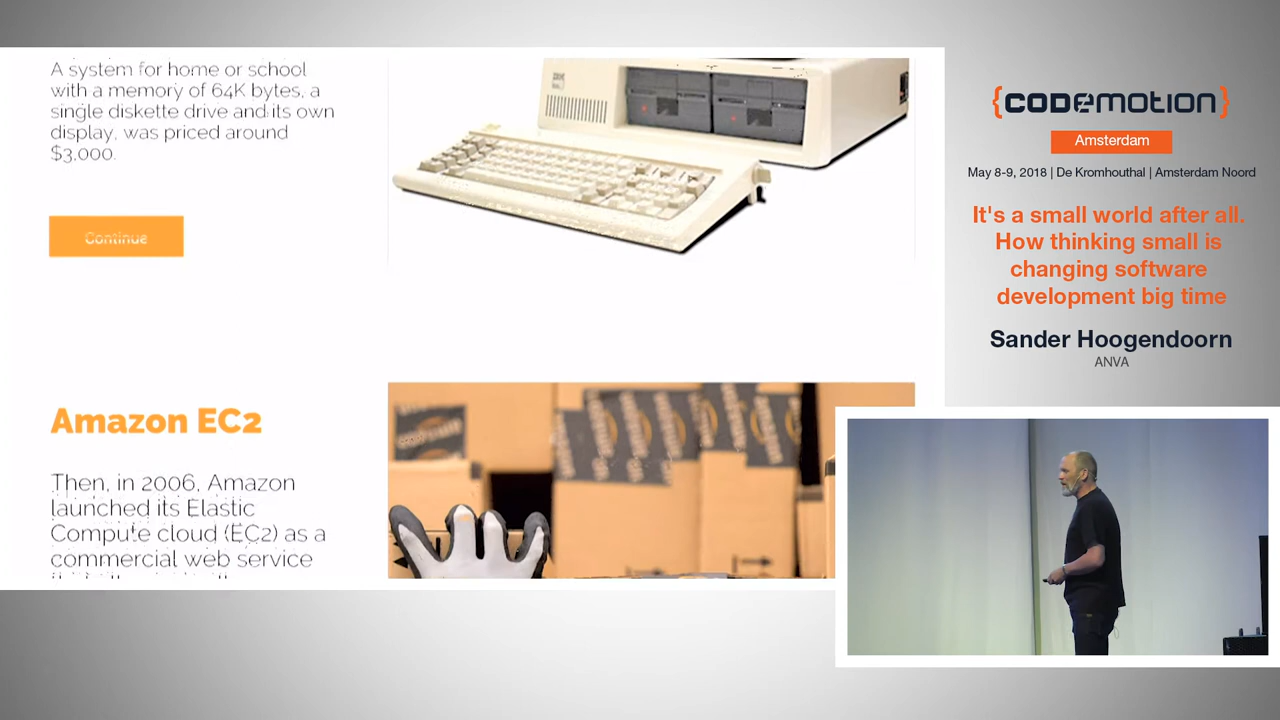 A system for home or school
with a memory of 64K bytes, a
single diskette drive and its own
display, was priced around
$3,000.
Continue
Amazon EC2
Then, in 2006, Amazon
launched its Elastic
Compute cloud (EC2) as a
commercial web service
IBM
{CODEMOTION}
Amsterdam
May 8-9, 2018 | De Kromhouthal | Amsterdam Noord
It's a small world after all.
How thinking small is
changing software
development big time
Sander Hoogendoorn
ANVA